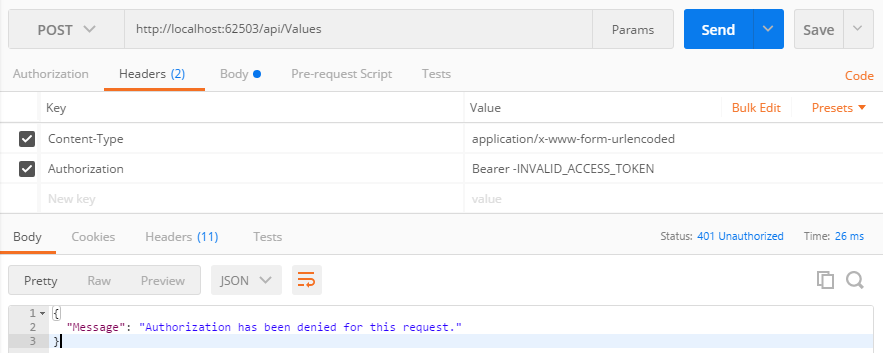 POST http://localhost:62503/api/Values Params Send Save
Authorization Headers (2) Body Pre-request Script Tests Code
Key Value Bulk Edit Presets
Content-Type application/x-www-form-urlencoded
Authorization Bearer -INVALID_ACCESS_TOKEN
New key value
Body Cookies Headers (11) Tests Status: 401 Unauthorized Time: 26 ms
Pretty Raw Preview JSON
1 {
2 "Message": "Authorization has been denied for this request."
3 }